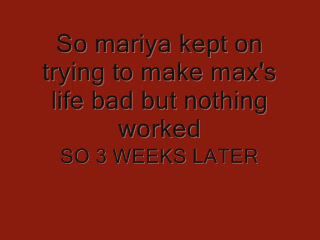 So mariya kept on
trying to make max's
life bad but nothing
worked
SO 3 WEEKS LATER